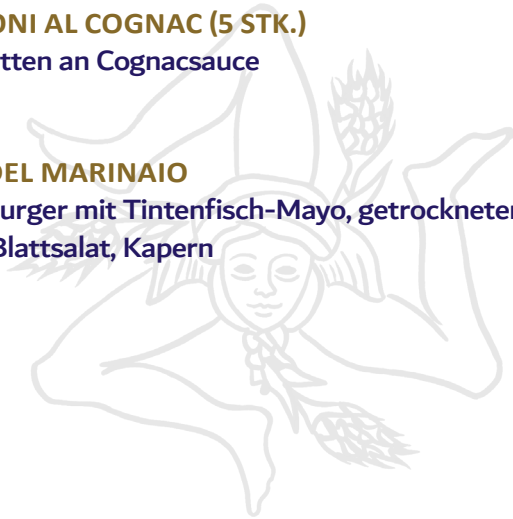 ONI AL COGNAC (5 STK.)
tten an Cognacsauce
DEL MARINAIO
urger mit Tintenfisch-Mayo, getrockneter
Blattsalat, Kapern